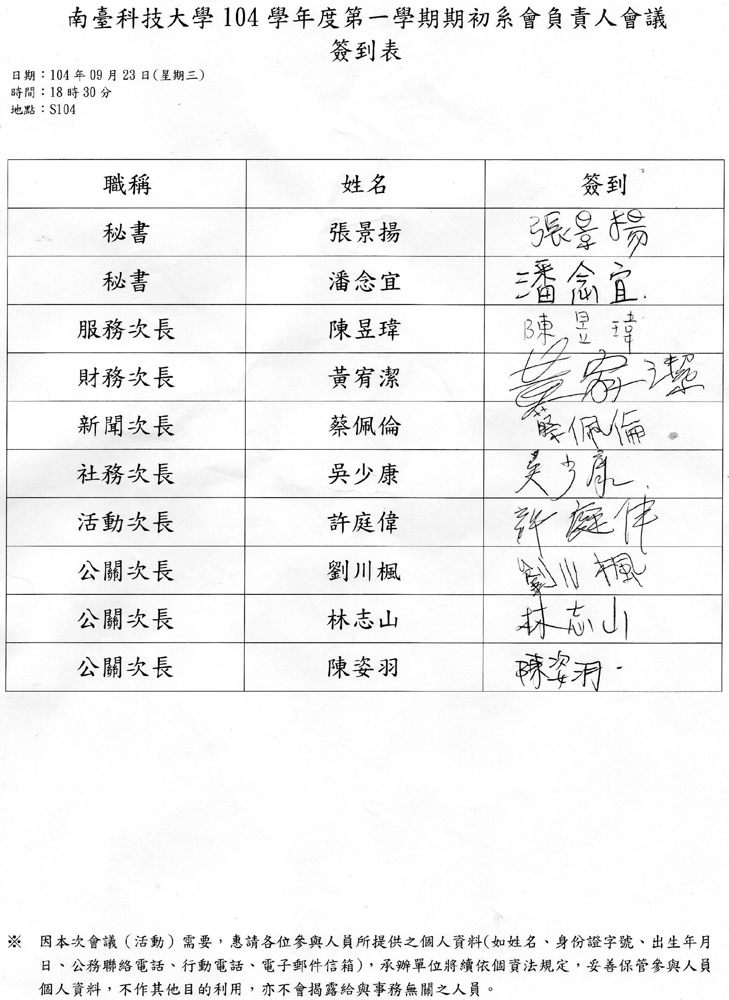 南臺科技大學 104 學年度第一學期期初系會負責人會議
簽到表
日期：104 年 09 月 23 日(星期三)
時間：18 時 30 分
地點：S104
職稱 姓名 簽到
秘書 張景揚 張景揚
秘書 潘念宜 潘念宜.
服務次長 陳昱瑋 陳昱瑋
財務次長 黃宥潔 黃宥潔
新聞次長 蔡佩倫 蔡佩倫
社務次長 吳少康 吳少康
活動次長 許庭偉 許庭偉
公關次長 劉川楓 劉川楓
公關次長 林志山 林志山
公關次長 陳姿羽 陳姿羽
※ 因本次會議（活動）需要，惠請各位參與人員所提供之個人資料(如姓名、身份證字號、出生年月
日、公務聯絡電話、行動電話、電子郵件信箱)，承辦單位將續依個資法規定，妥善保管參與人員
個人資料，不作其他目的利用，亦不會揭露給與事務無關之人員。